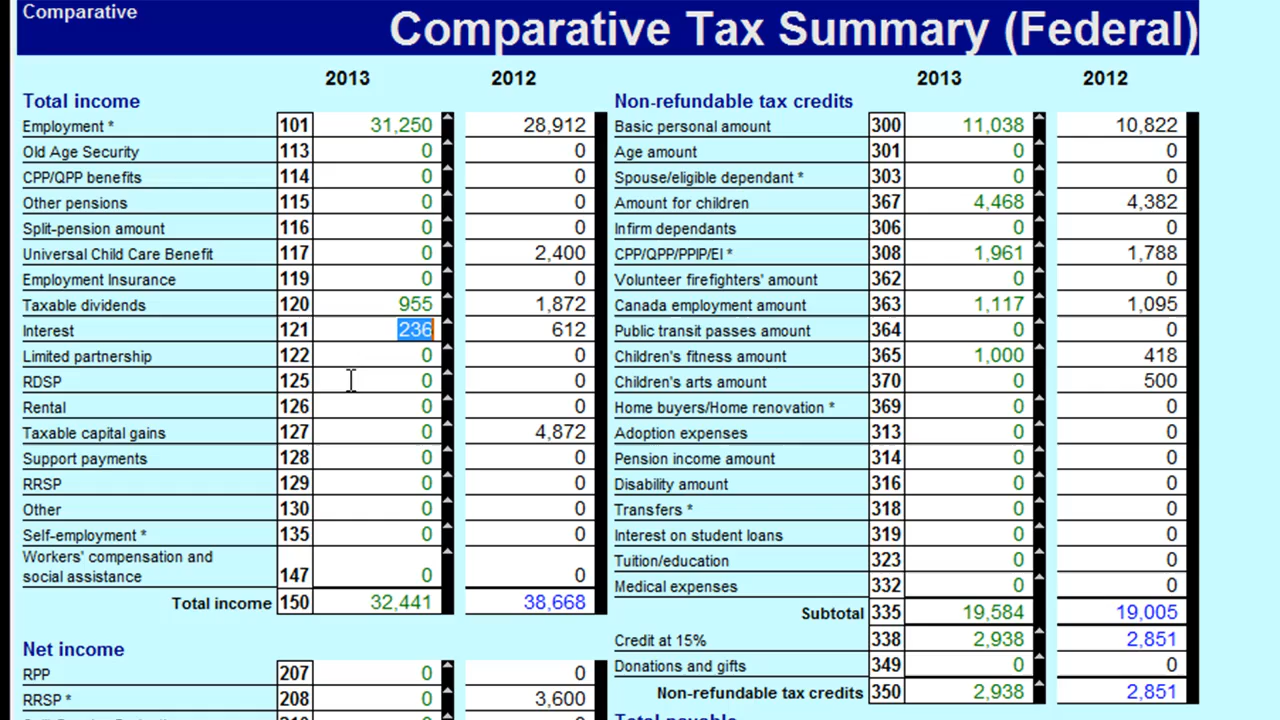 Comparative
Comparative Tax Summary (Federal)
2013 2012
Total income
Employment * 101 31,250 28,912
Old Age Security 113 0 0
CPP/QPP benefits 114 0 0
Other pensions 115 0 0
Split-pension amount 116 0 0
Universal Child Care Benefit 117 0 2,400
Employment Insurance 119 0 0
Taxable dividends 120 955 1,872
Interest 121 236 612
Limited partnership 122 0 0
RDSP 125 0 0
Rental 126 0 0
Taxable capital gains 127 0 4,872
Support payments 128 0 0
RRSP 129 0 0
Other 130 0 0
Self-employment * 135 0 0
Workers' compensation and
social assistance 147 0 0
Total income 150 32,441 38,668
Net income
RPP 207 0 0
RRSP * 208 0 3,600
2013 2012
Non-refundable tax credits
Basic personal amount 300 11,038 10,822
Age amount 301 0 0
Spouse/eligible dependant * 303 0 0
Amount for children 367 4,468 4,382
Infirm dependants 306 0 0
CPP/QPP/PPIP/EI * 308 1,961 1,788
Volunteer firefighters' amount 362 0 0
Canada employment amount 363 1,117 1,095
Public transit passes amount 364 0 0
Children's fitness amount 365 1,000 418
Children's arts amount 370 0 500
Home buyers/Home renovation * 369 0 0
Adoption expenses 313 0 0
Pension income amount 314 0 0
Disability amount 316 0 0
Transfers * 318 0 0
Interest on student loans 319 0 0
Tuition/education 323 0 0
Medical expenses 332 0 0
Subtotal 335 19,584 19,005
Credit at 15% 338 2,938 2,851
Donations and gifts 349 0 0
Non-refundable tax credits 350 2,938 2,851